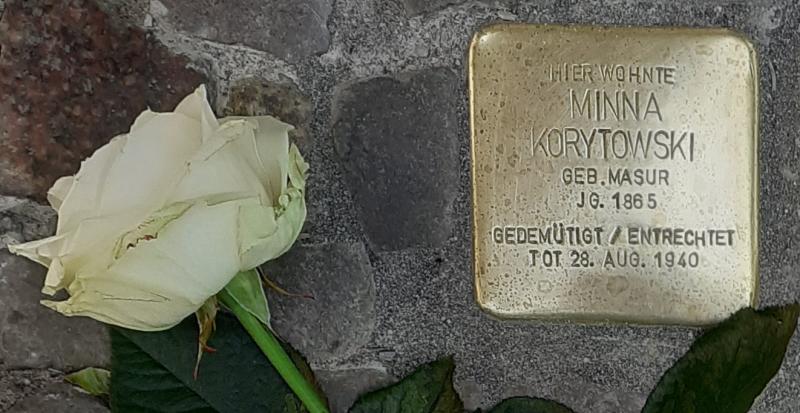 HIER WOHNTE
MINNA
KORYTOWSKI
GEB. MASUR
JG. 1865
GEDEMÜTIGT / ENTRECHTET
TOT 28. AUG. 1940